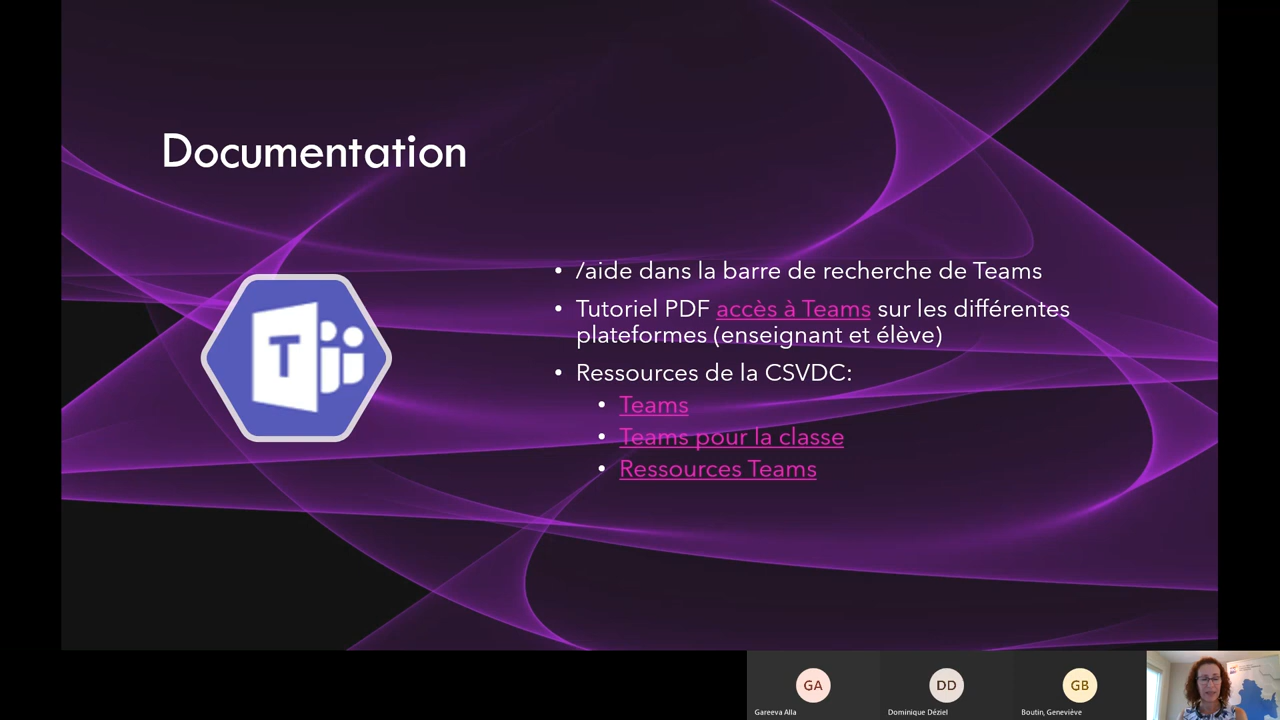 Documentation
/aide dans la barre de recherche de Teams
Tutoriel PDF accès à Teams sur les différentes
plateformes (enseignant et élève)
Ressources de la CSVDC:
Teams
Teams pour la classe
Ressources Teams
T
GA
DD
GB
Gareeva Alla
Dominique Déziel
Boutin, Geneviève